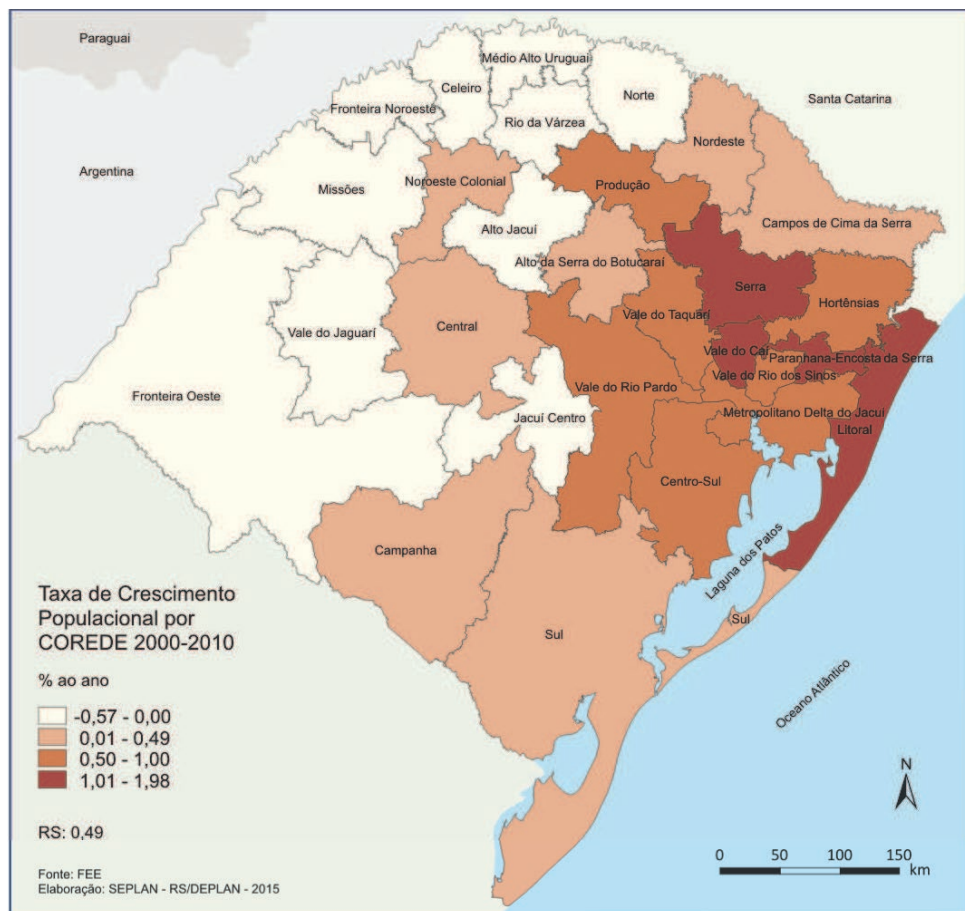 Paraguai
Médio Alto Uruguai
Celeiro
Norte
Santa Catarina
Fronteira Noroeste
Rio da Várzea
Nordeste
Argentina
Missões
Noroeste Colonial
Produção
Alto Jacuí
Campos de Cima da Serra
Alto da Serra do Botucaraí
Serra
Hortênsias
Vale do Taquari
Vale do Jaguari
Central
Vale do Caí
Paranhana-Encosta da Serra
Vale do Rio dos Sinos
Fronteira Oeste
Vale do Rio Pardo
Jacuí Centro
Metropolitano Delta do Jacuí
Litoral
Centro-Sul
Campanha
Laguna dos Patos
Sul
Sul
Oceano Atlântico
Taxa de Crescimento
Populacional por
COREDE 2000-2010
% ao ano
-0,57 - 0,00
0,01 - 0,49
0,50 - 1,00
1,01 - 1,98
RS: 0,49
Fonte: FEE
Elaboração: SEPLAN - RS/DEPLAN - 2015
N
0 50 100 150
km